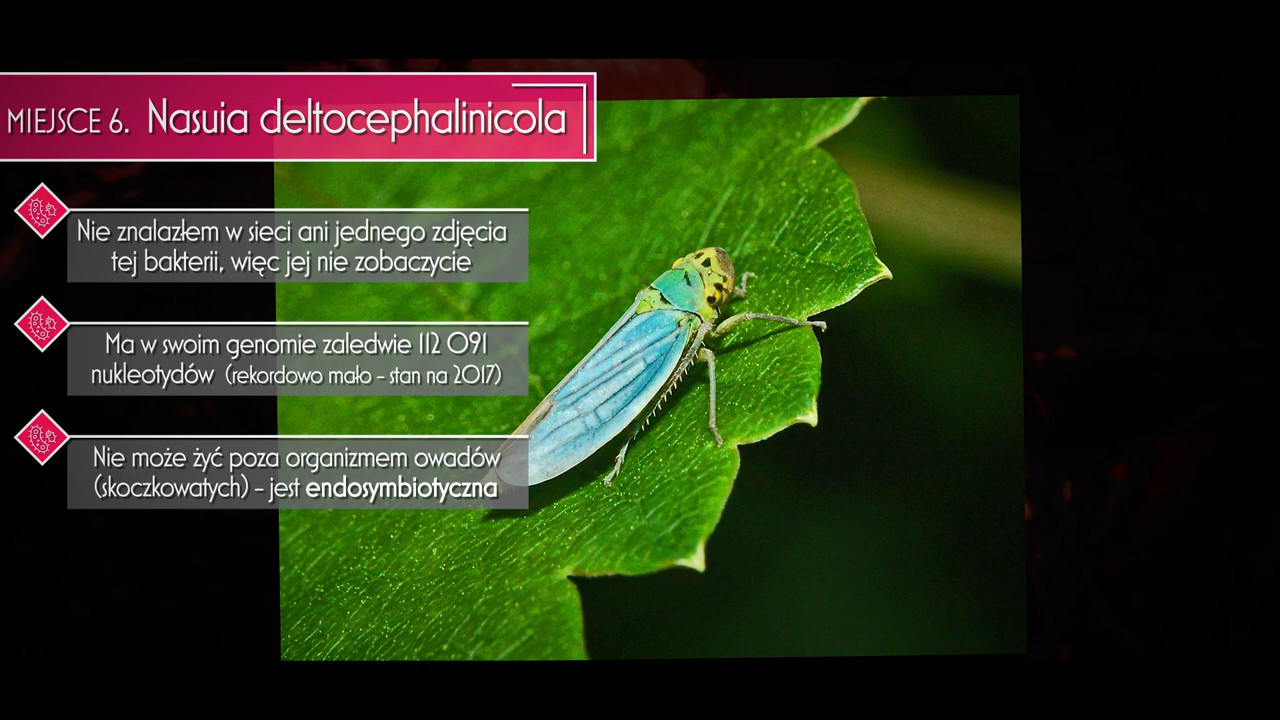 MIEJSCE 6. Nasuia deltocephalinicola
Nie znalazłem w sieci ani jednego zdjęcia
tej bakterii, więc jej nie zobaczycie
Ma w swoim genomie zaledwie 112 091
nukleotydów (rekordowo mało - stan na 2017)
Nie może żyć poza organizmem owadów
(skoczkowatych) - jest endosymbiotyczna